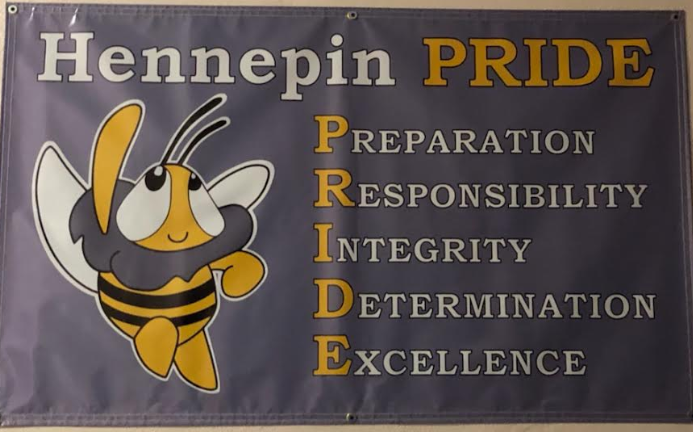 Hennepin PRIDE
PREPARATION
RESPONSIBILITY
INTEGRITY
DETERMINATION
EXCELLENCE